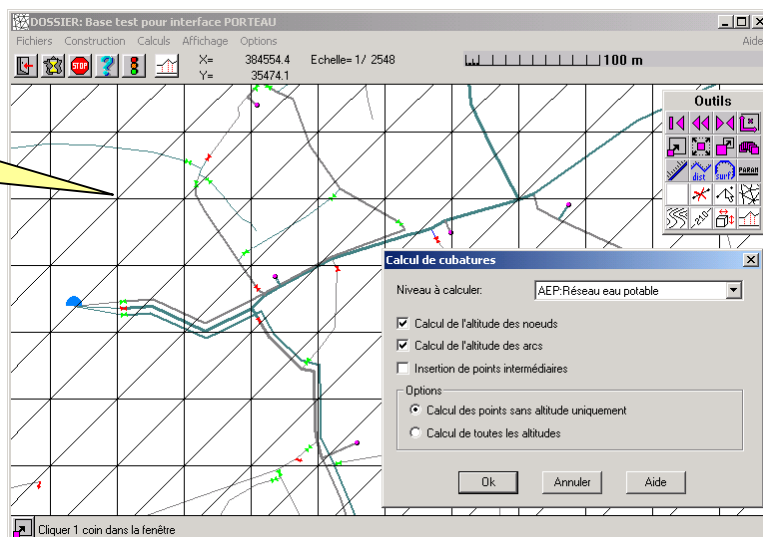 DOSSIER: Base test pour interface PORTEAU
Fichiers Construction Calculs Affichage Options Aide
STOP
X= 384554.4 Echelle= 1/ 2548 100 m
Y= 35474.1
Outils
dist Surf PARAM
Calcul de cubatures
Niveau à calculer: AEP:Réseau eau potable
Calcul de l'altitude des noeuds
Calcul de l'altitude des arcs
Insertion de points intermédiaires
Options
Calcul des points sans altitude uniquement
Calcul de toutes les altitudes
Ok Annuler Aide
Cliquer 1 coin dans la fenêtre